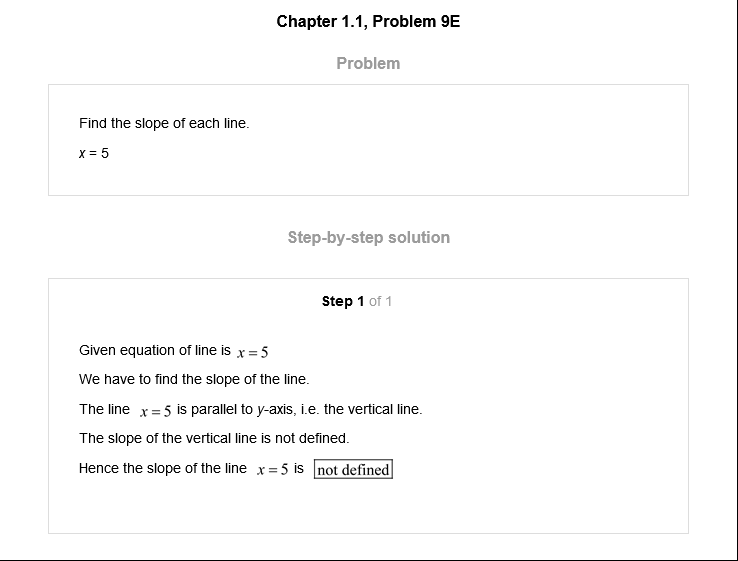 Chapter 1.1, Problem 9E
Problem
Find the slope of each line.
x = 5
Step-by-step solution
Step 1 of 1
Given equation of line is x = 5
We have to find the slope of the line.
The line x = 5 is parallel to y-axis, i.e. the vertical line.
The slope of the vertical line is not defined.
Hence the slope of the line x = 5 is not defined